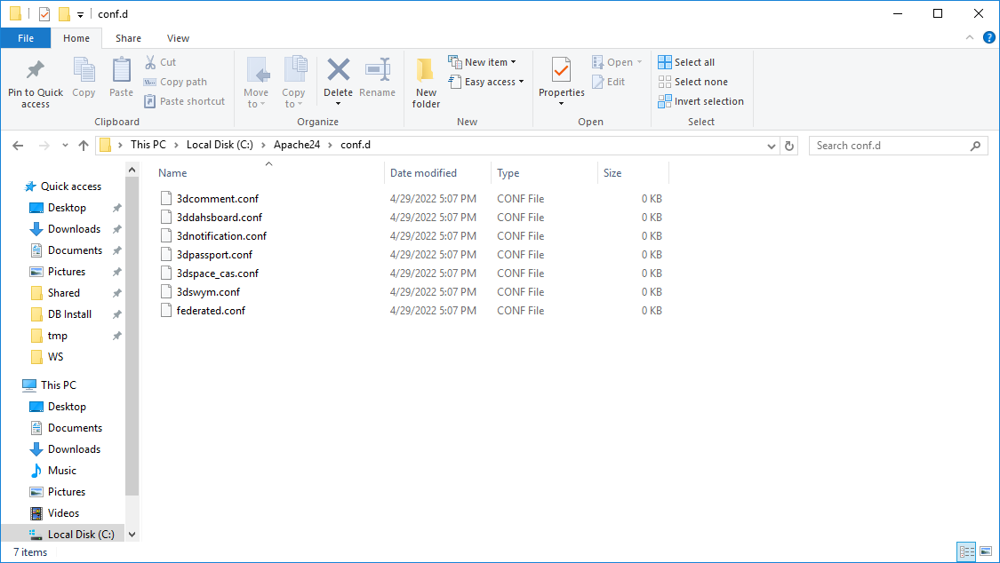 conf.d
File Home Share View
Pin to Quick access
Copy
Paste
Cut
Copy path
Paste shortcut
Clipboard
Move to
Copy to
Delete
Rename
Organize
New folder
New item
Easy access
New
Properties
Open
Edit
Open
Select all
Select none
Invert selection
Select
This PC > Local Disk (C:) > Apache24 > conf.d
Search conf.d
Quick access
Desktop
Downloads
Documents
Pictures
Shared
DB Install
tmp
WS
This PC
Desktop
Documents
Downloads
Music
Pictures
Videos
Local Disk (C:)
Name Date modified Type Size
3dcomment.conf 4/29/2022 5:07 PM CONF File 0 KB
3ddahsboard.conf 4/29/2022 5:07 PM CONF File 0 KB
3dnotification.conf 4/29/2022 5:07 PM CONF File 0 KB
3dpassport.conf 4/29/2022 5:07 PM CONF File 0 KB
3dspace_cas.conf 4/29/2022 5:07 PM CONF File 0 KB
3dswym.conf 4/29/2022 5:07 PM CONF File 0 KB
federated.conf 4/29/2022 5:07 PM CONF File 0 KB
7 items